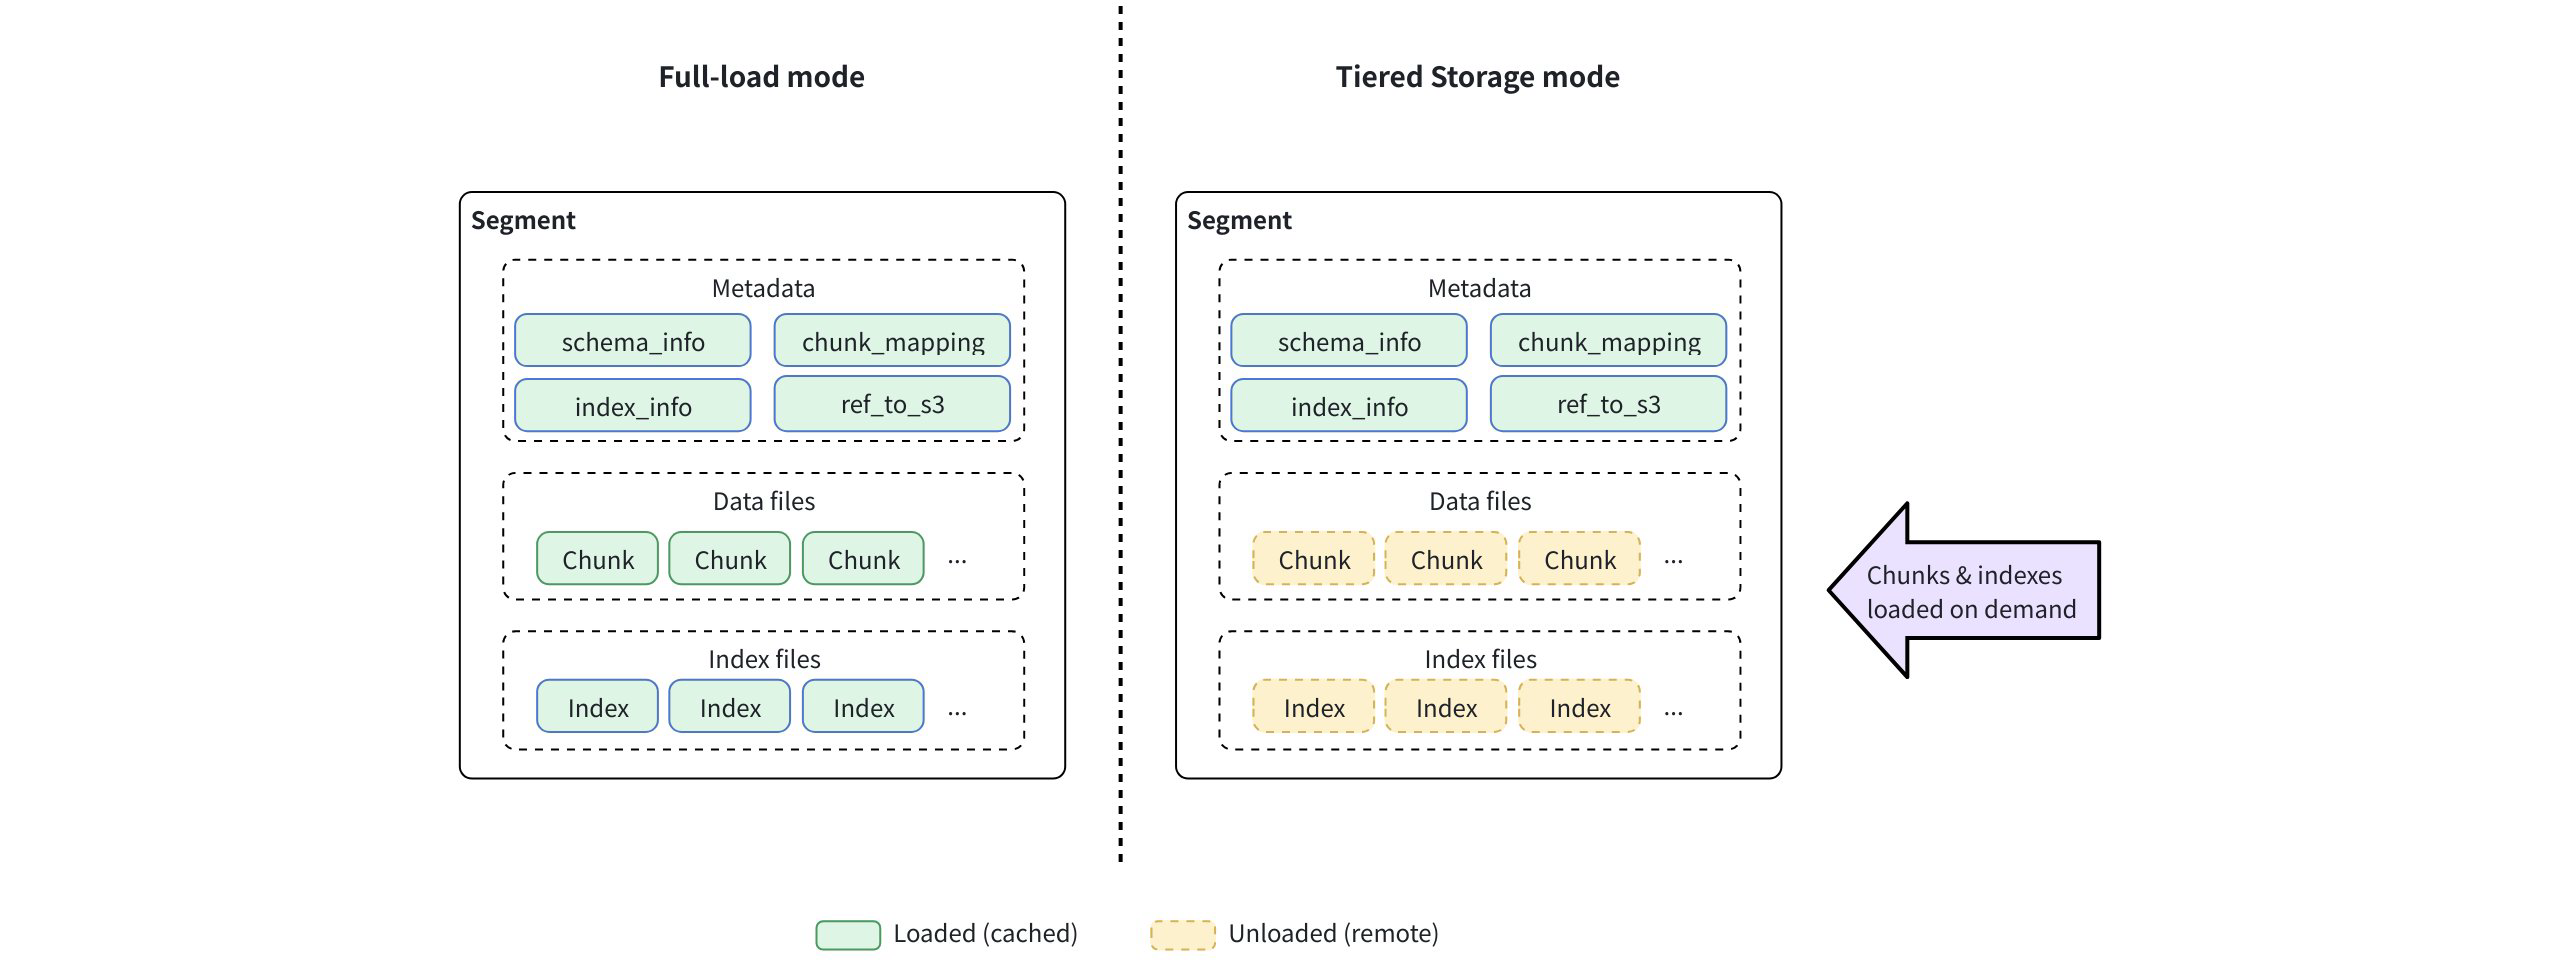 Full-load mode
Segment
Metadata
schema_info
chunk_mapping
index_info
ref_to_s3
Data files
Chunk
Chunk
Chunk
...
Index files
Index
Index
Index
...
Tiered Storage mode
Segment
Metadata
schema_info
chunk_mapping
index_info
ref_to_s3
Data files
Chunk
Chunk
Chunk
...
Index files
Index
Index
Index
...
Chunks & indexes
loaded on demand
Loaded (cached)
Unloaded (remote)